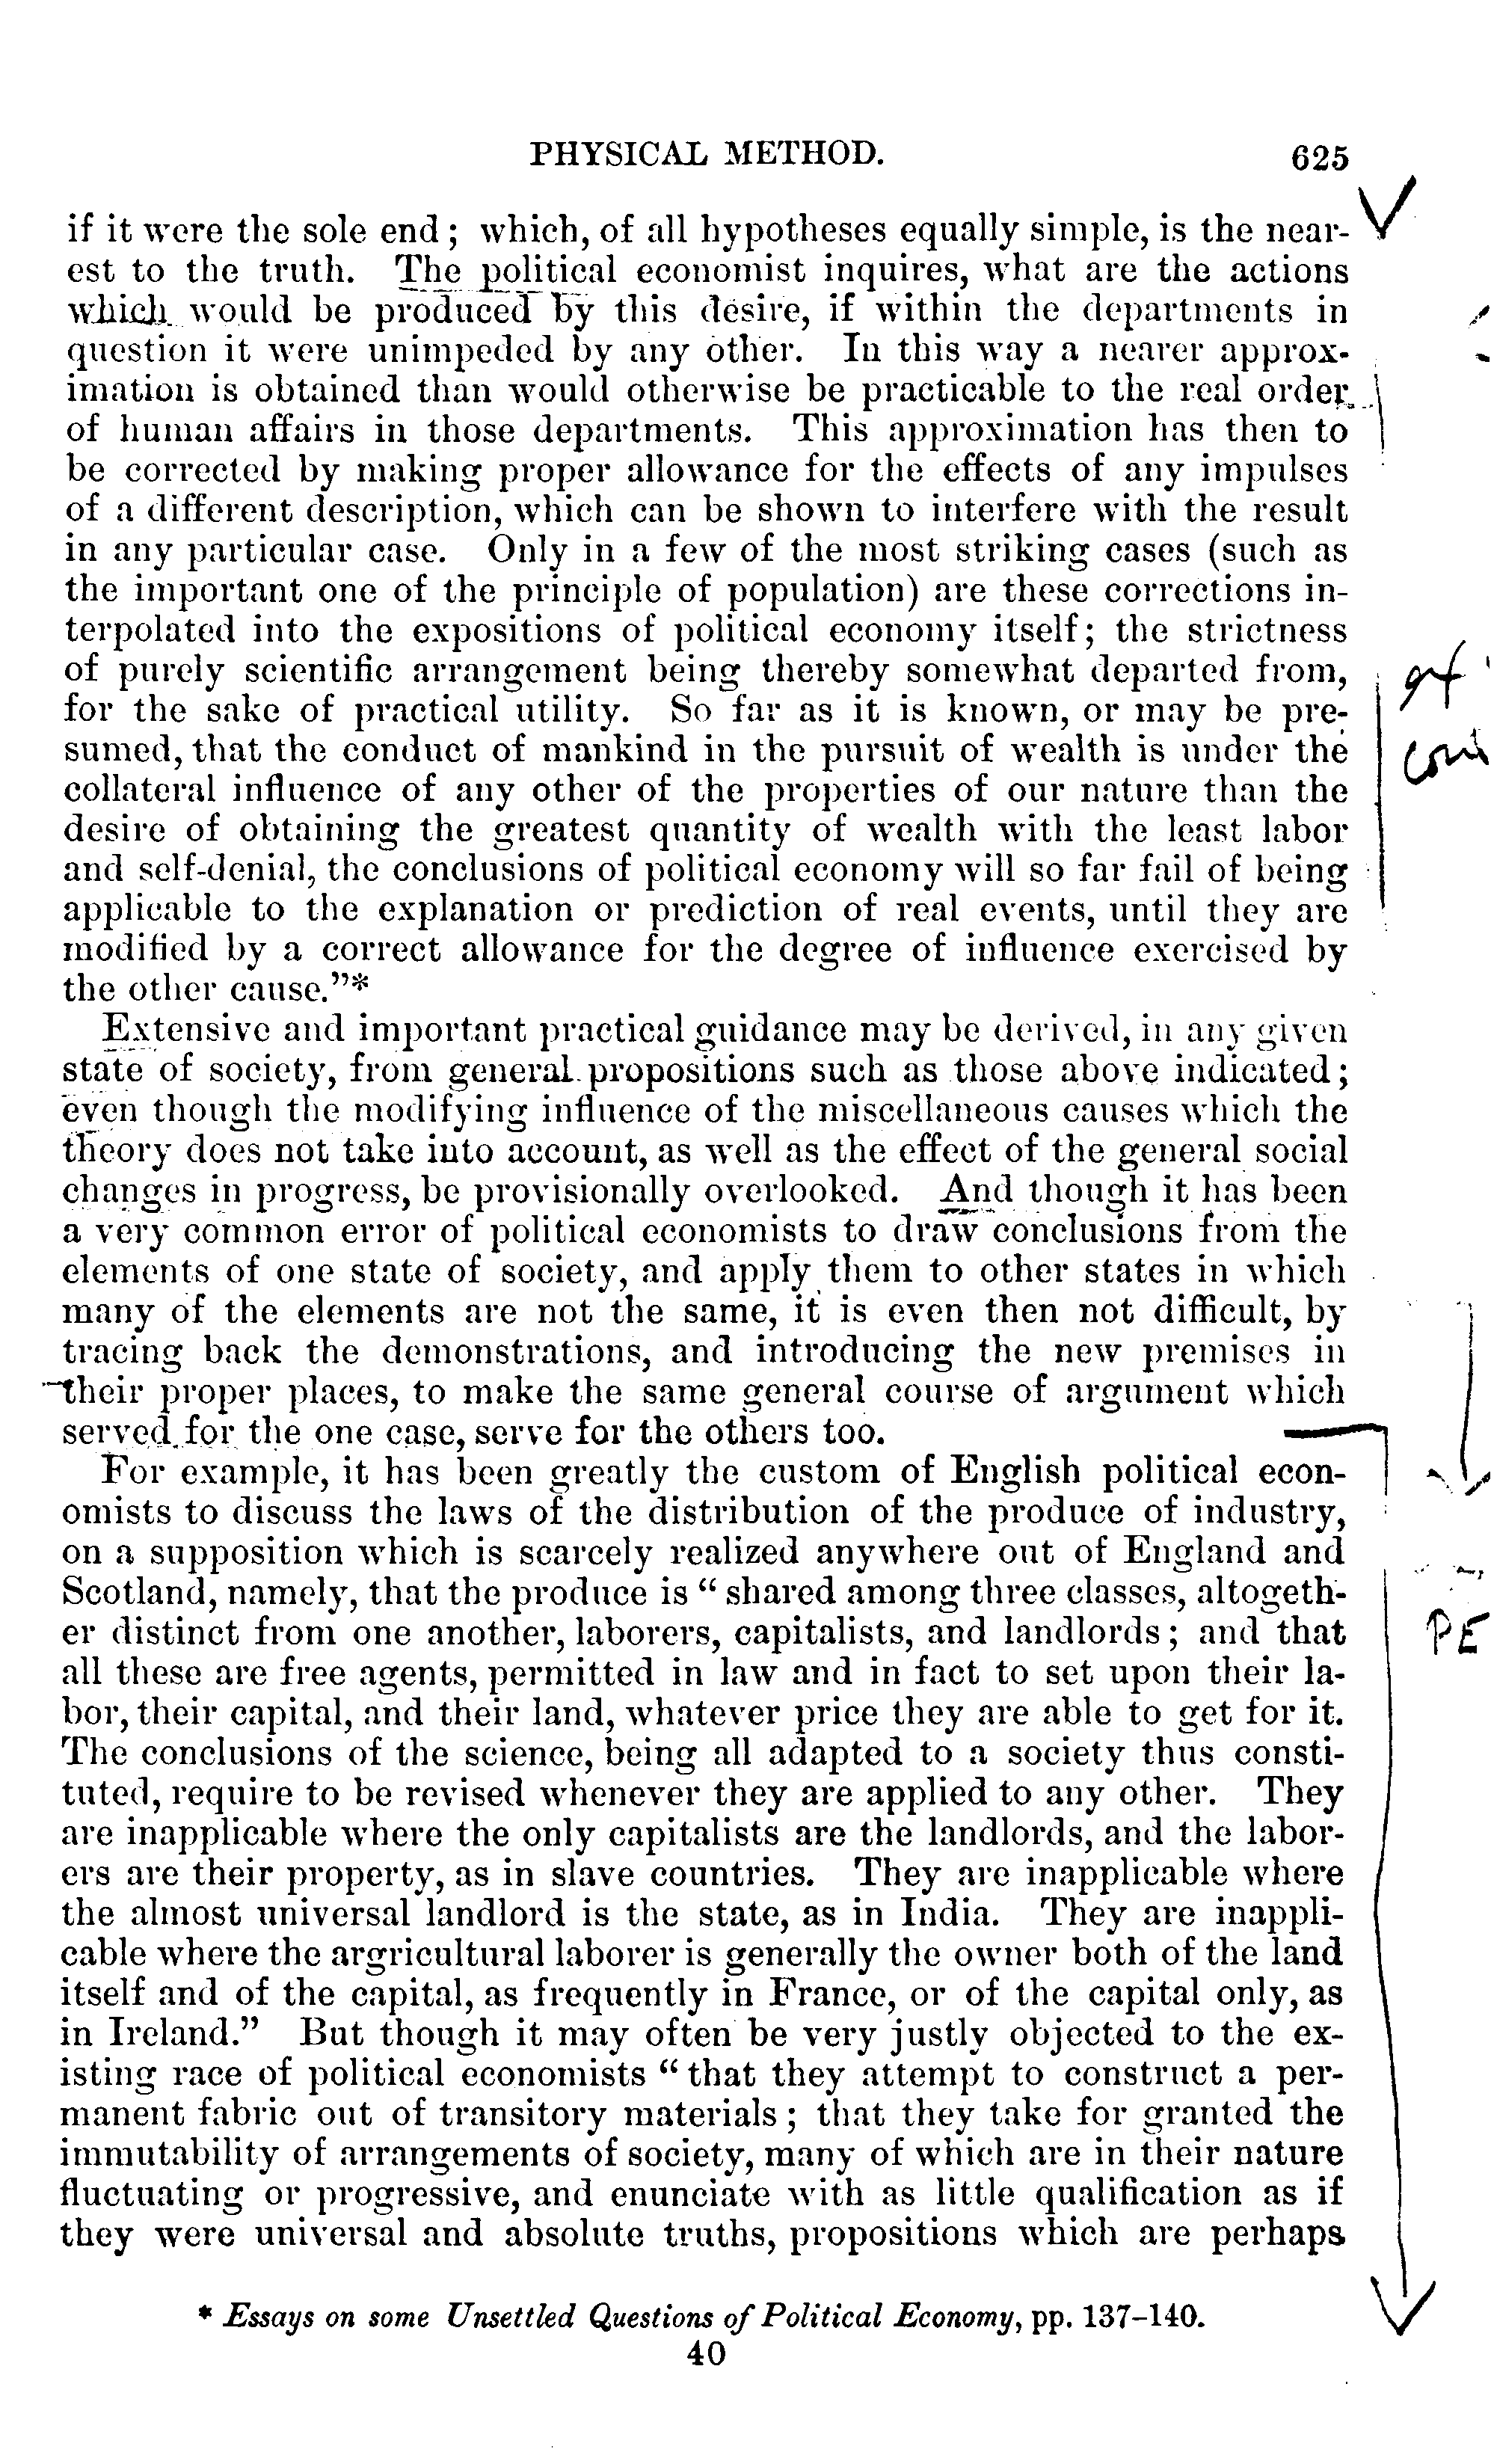 PHYSICAL METHOD. 625
if it were the sole end; which, of all hypotheses equally simple, is the near-
est to the truth. The political economist inquires, what are the actions
which would be produced by this desire, if within the departments in
question it were unimpeded by any other. In this way a nearer approx-
imation is obtained than would otherwise be practicable to the real order
of human affairs in those departments. This approximation has then to
be corrected by making proper allowance for the effects of any impulses
of a different description, which can be shown to interfere with the result
in any particular case. Only in a few of the most striking cases (such as
the important one of the principle of population) are these corrections in-
terpolated into the expositions of political economy itself; the strictness
of purely scientific arrangement being thereby somewhat departed from,
for the sake of practical utility. So far as it is known, or may be pre-
sumed, that the conduct of mankind in the pursuit of wealth is under the
collateral influence of any other of the properties of our nature than the
desire of obtaining the greatest quantity of wealth with the least labor
and self-denial, the conclusions of political economy will so far fail of being
applicable to the explanation or prediction of real events, until they are
modified by a correct allowance for the degree of influence exercised by
the other cause."*
Extensive and important practical guidance may be derived, in any given
state of society, from general propositions such as those above indicated;
even though the modifying influence of the miscellaneous causes which the
theory does not take into account, as well as the effect of the general social
changes in progress, be provisionally overlooked. And though it has been
a very common error of political economists to draw conclusions from the
elements of one state of society, and apply them to other states in which
many of the elements are not the same, it is even then not difficult, by
tracing back the demonstrations, and introducing the new premises in
their proper places, to make the same general course of argument which
served for the one case, serve for the others too.
For example, it has been greatly the custom of English political econ-
omists to discuss the laws of the distribution of the produce of industry,
on a supposition which is scarcely realized anywhere out of England and
Scotland, namely, that the produce is "shared among three classes, altogeth-
er distinct from one another, laborers, capitalists, and landlords; and that
all these are free agents, permitted in law and in fact to set upon their la-
bor, their capital, and their land, whatever price they are able to get for it.
The conclusions of the science, being all adapted to a society thus consti-
tuted, require to be revised whenever they are applied to any other. They
are inapplicable where the only capitalists are the landlords, and the labor-
ers are their property, as in slave countries. They are inapplicable where
the almost universal landlord is the state, as in India. They are inappli-
cable where the argricultural laborer is generally the owner both of the land
itself and of the capital, as frequently in France, or of the capital only, as
in Ireland." But though it may often be very justly objected to the ex-
isting race of political economists "that they attempt to construct a per-
manent fabric out of transitory materials; that they take for granted the
immutability of arrangements of society, many of which are in their nature
fluctuating or progressive, and enunciate with as little qualification as if
they were universal and absolute truths, propositions which are perhaps
* Essays on some Unsettled Questions of Political Economy, pp. 137-140.
40
PE